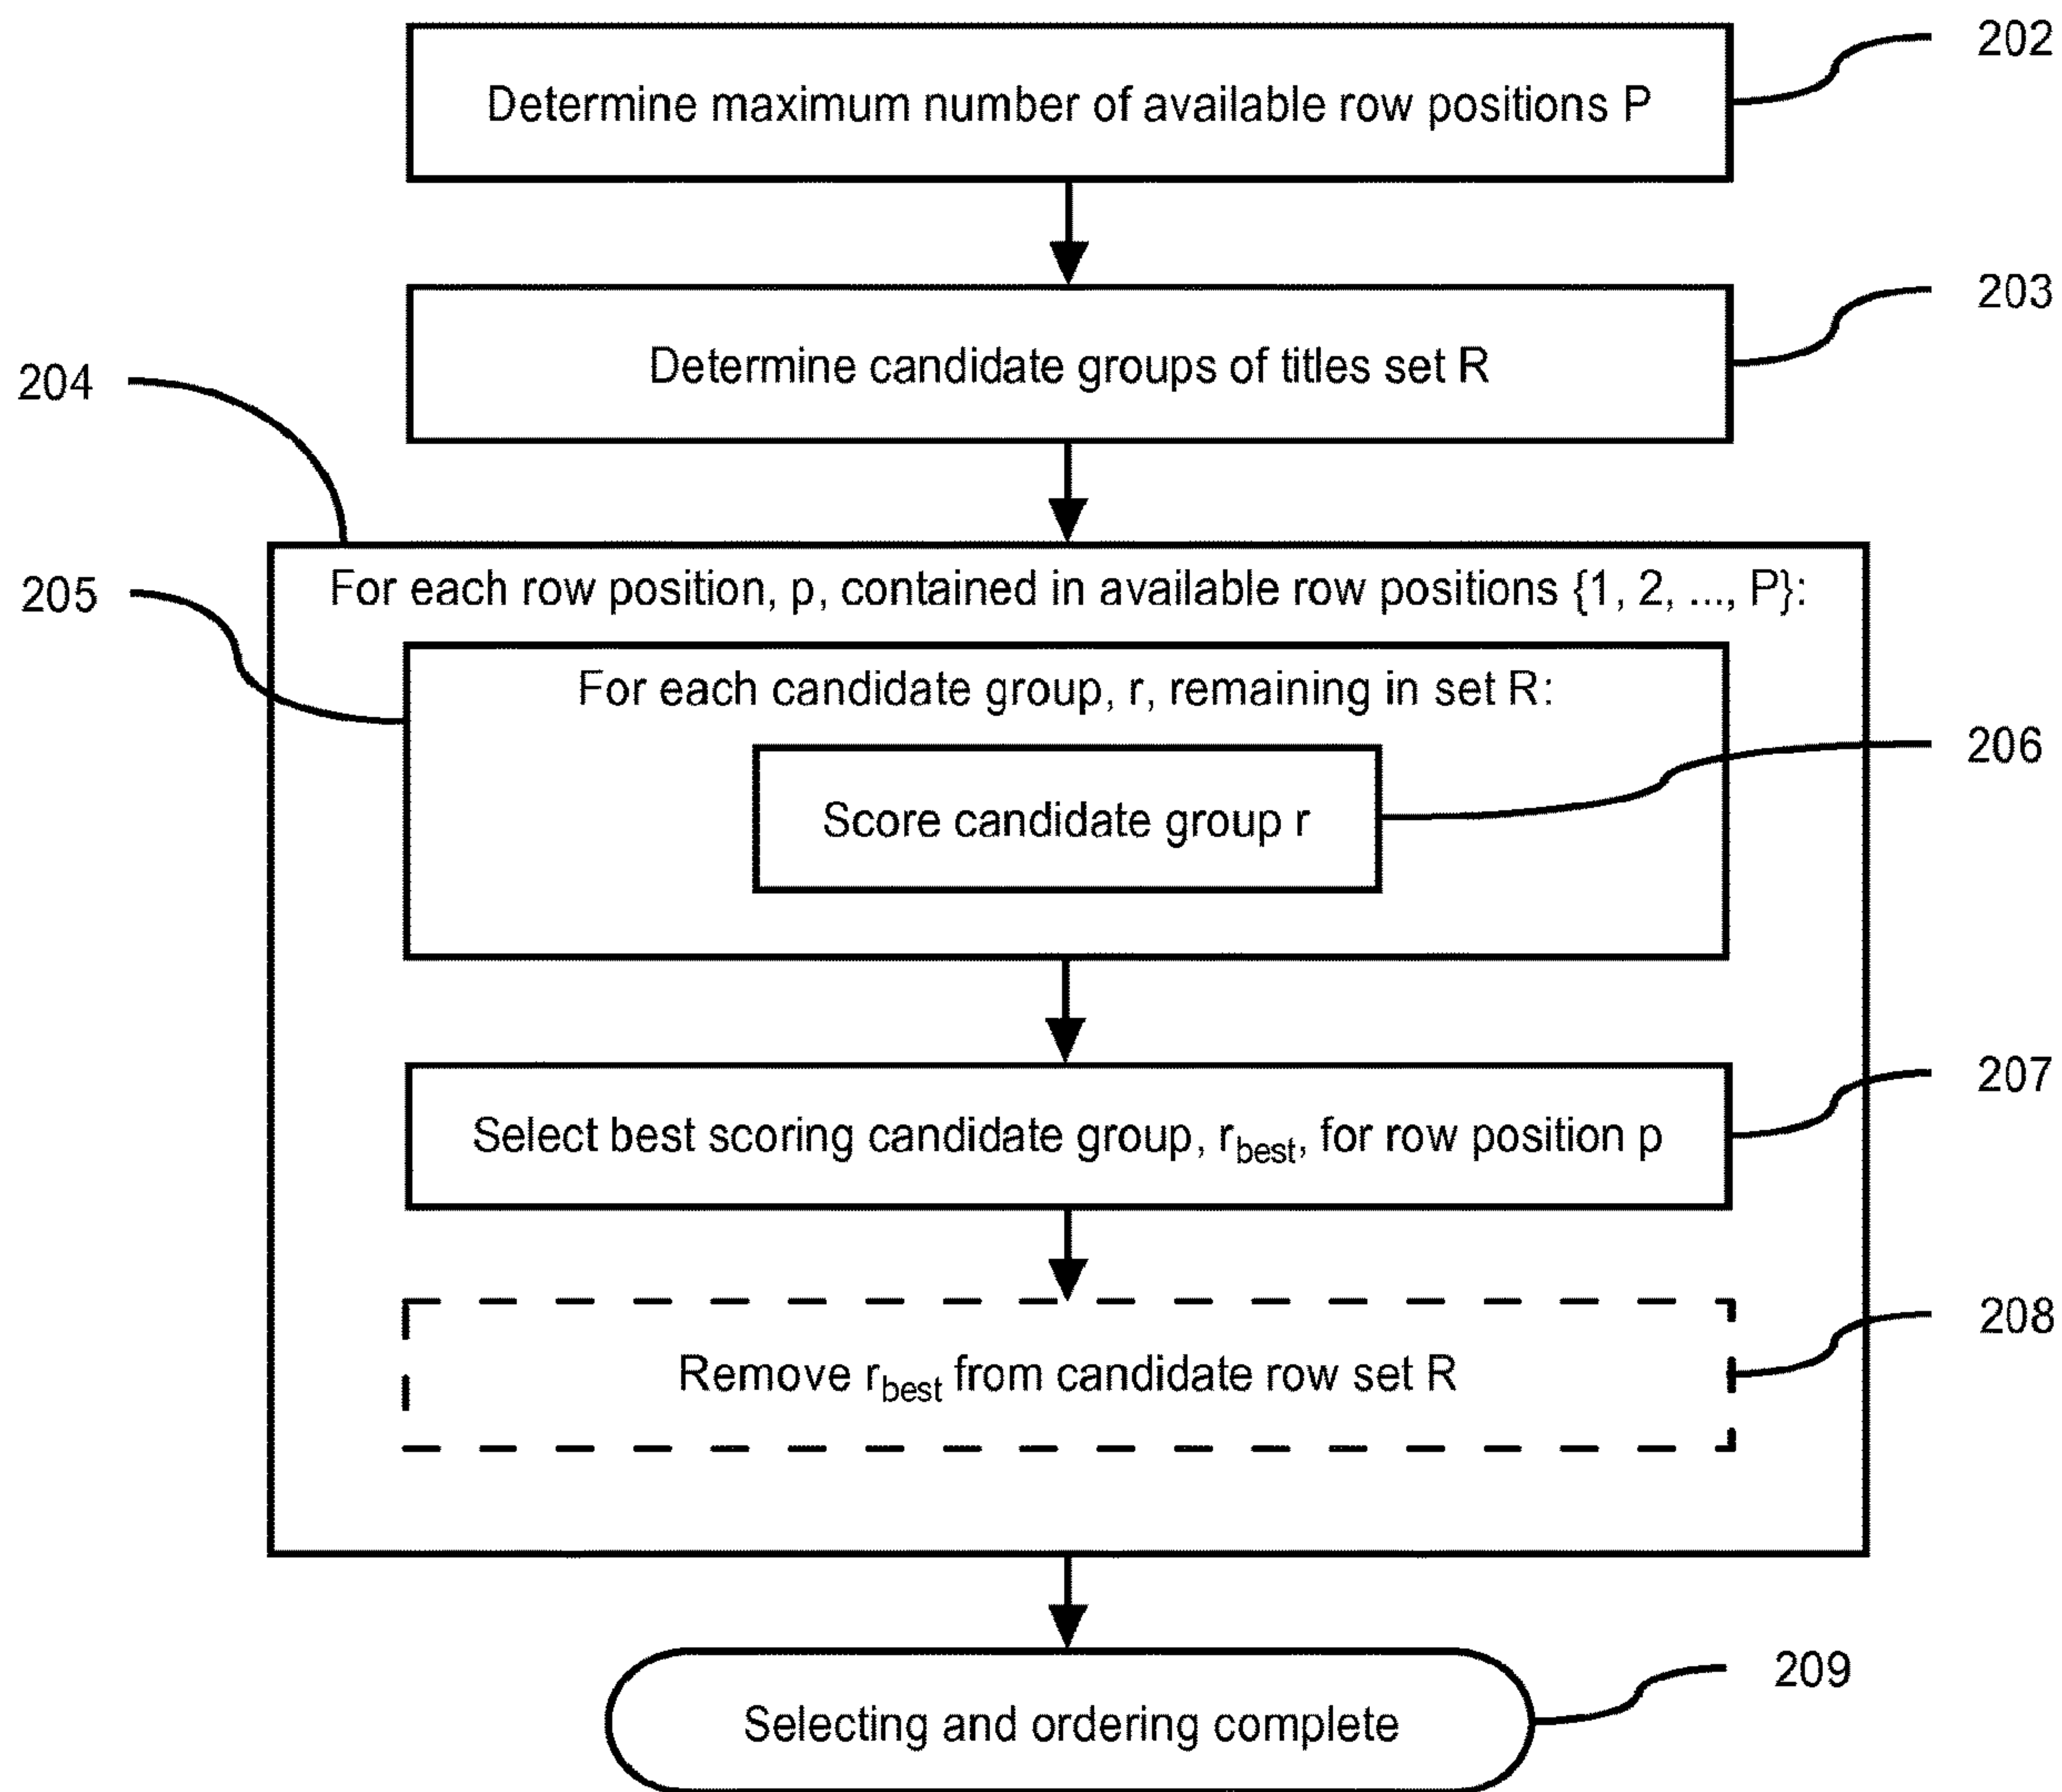 202
Determine maximum number of available row positions P
203
Determine candidate groups of titles set R
204
205
For each row position, p, contained in available row positions {1, 2, ..., P}:
For each candidate group, r, remaining in set R:
206
Score candidate group r
207
Select best scoring candidate group, r_best, for row position p
208
Remove r_best from candidate row set R
209
Selecting and ordering complete